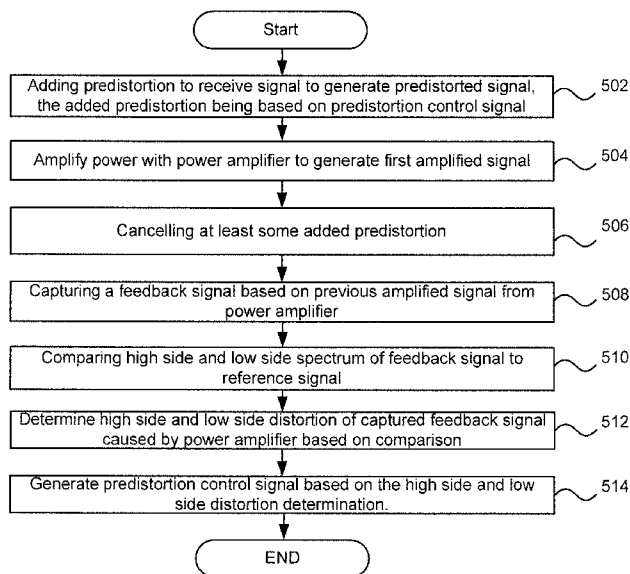 Start
Adding predistortion to receive signal to generate predistorted signal,
the added predistortion being based on predistortion control signal
502
Amplify power with power amplifier to generate first amplified signal
504
Cancelling at least some added predistortion
506
Capturing a feedback signal based on previous amplified signal from
power amplifier
508
Comparing high side and low side spectrum of feedback signal to
reference signal
510
Determine high side and low side distortion of captured feedback signal
caused by power amplifier based on comparison
512
Generate predistortion control signal based on the high side and low
side distortion determination.
514
END